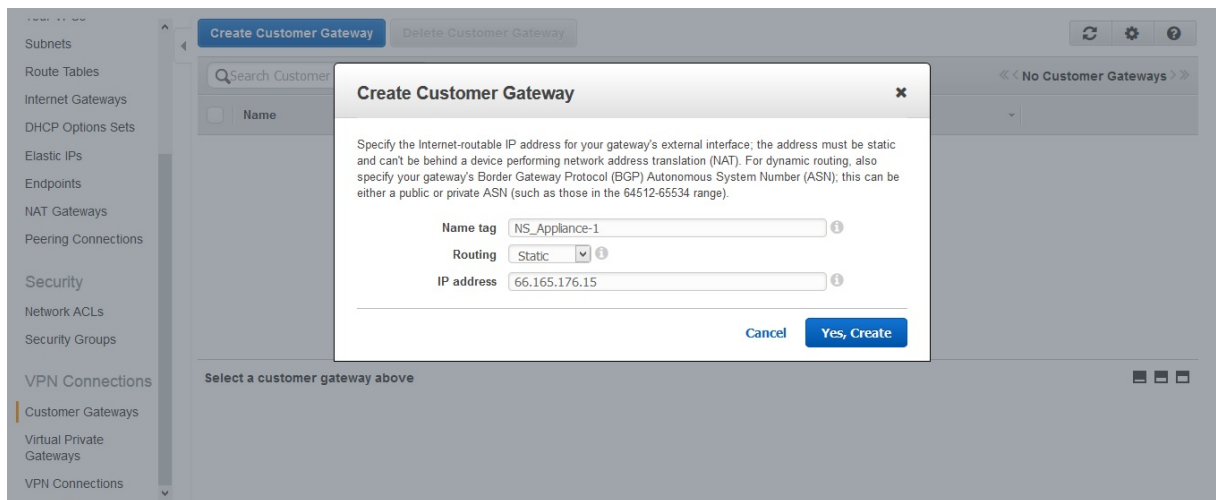 Subnets
Route Tables
Internet Gateways
DHCP Options Sets
Elastic IPs
Endpoints
NAT Gateways
Peering Connections
Security
Network ACLs
Security Groups
VPN Connections
Customer Gateways
Virtual Private
Gateways
VPN Connections
Create Customer Gateway
Delete Customer Gateway
Search Customer
« < No Customer Gateways > »
Name
Create Customer Gateway
Specify the Internet-routable IP address for your gateway's external interface; the address must be static
and can't be behind a device performing network address translation (NAT). For dynamic routing, also
specify your gateway's Border Gateway Protocol (BGP) Autonomous System Number (ASN); this can be
either a public or private ASN (such as those in the 64512-65534 range).
Name tag NS_Appliance-1
Routing Static
IP address 66.165.176.15
Cancel Yes, Create
Select a customer gateway above